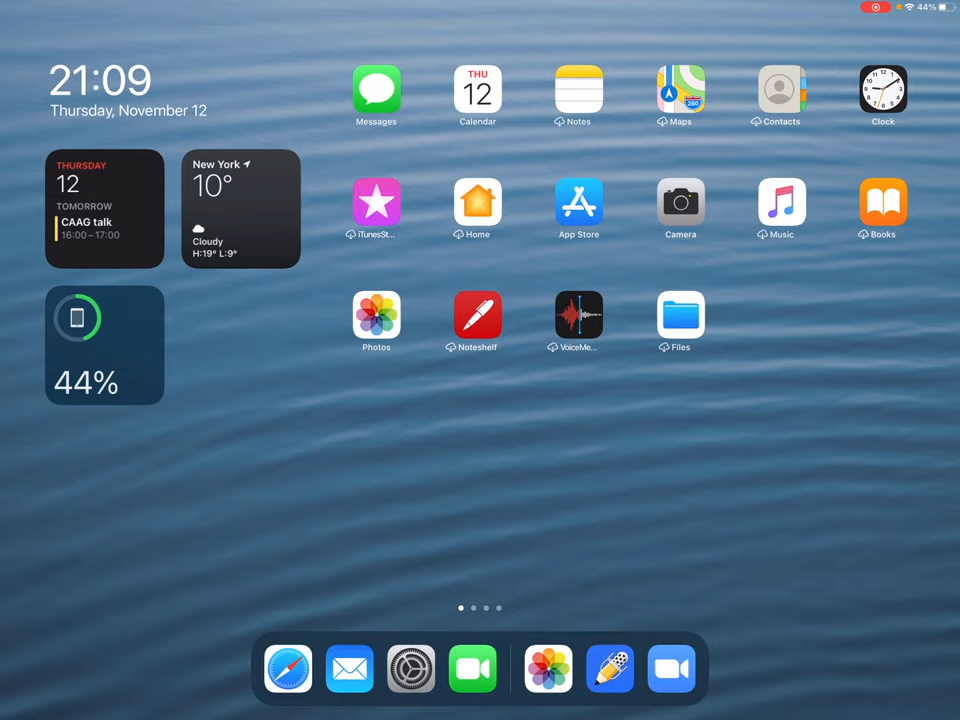 44%
21:09
Thursday, November 12
THURSDAY
12
TOMORROW
CAAG talk
16:00–17:00
New York
10°
Cloudy
H:19° L:9°
44%
Messages
THU
12
Calendar
Notes
280
Maps
Contacts
Clock
iTunesSt...
Home
App Store
Camera
Music
Books
Photos
Noteshelf
VoiceMe...
Files